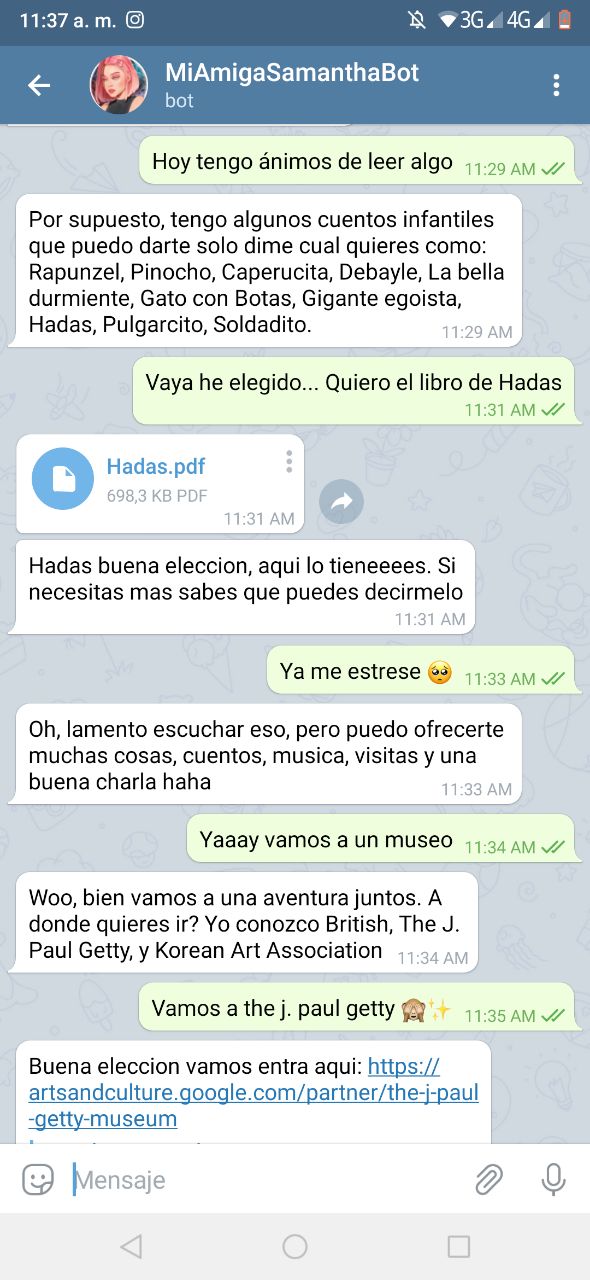 11:37 a. m.
3G 4G
MiAmigaSamanthaBot
bot
Hoy tengo ánimos de leer algo 11:29 AM
Por supuesto, tengo algunos cuentos infantiles
que puedo darte solo dime cual quieres como:
Rapunzel, Pinocho, Caperucita, Debayle, La bella
durmiente, Gato con Botas, Gigante egoista,
Hadas, Pulgarcito, Soldadito. 11:29 AM
Vaya he elegido... Quiero el libro de Hadas
11:31 AM
Hadas.pdf
698,3 KB PDF
11:31 AM
Hadas buena eleccion, aqui lo tieneeees. Si
necesitas mas sabes que puedes decirmelo
11:31 AM
Ya me estrese 🥺 11:33 AM
Oh, lamento escuchar eso, pero puedo ofrecerte
muchas cosas, cuentos, musica, visitas y una
buena charla haha 11:33 AM
Yaaay vamos a un museo 11:34 AM
Woo, bien vamos a una aventura juntos. A
donde quieres ir? Yo conozco British, The J.
Paul Getty, y Korean Art Association 11:34 AM
Vamos a the j. paul getty 🙈✨ 11:35 AM
Buena eleccion vamos entra aqui: https://
artsandculture.google.com/partner/the-j-paul
-getty-museum
Mensaje